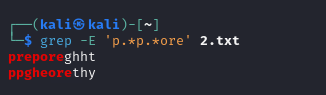 ┌──(kali㉿kali)-[~]
└─$ grep -E 'p.*p.*ore' 2.txt
preporeghht
ppgheorethy